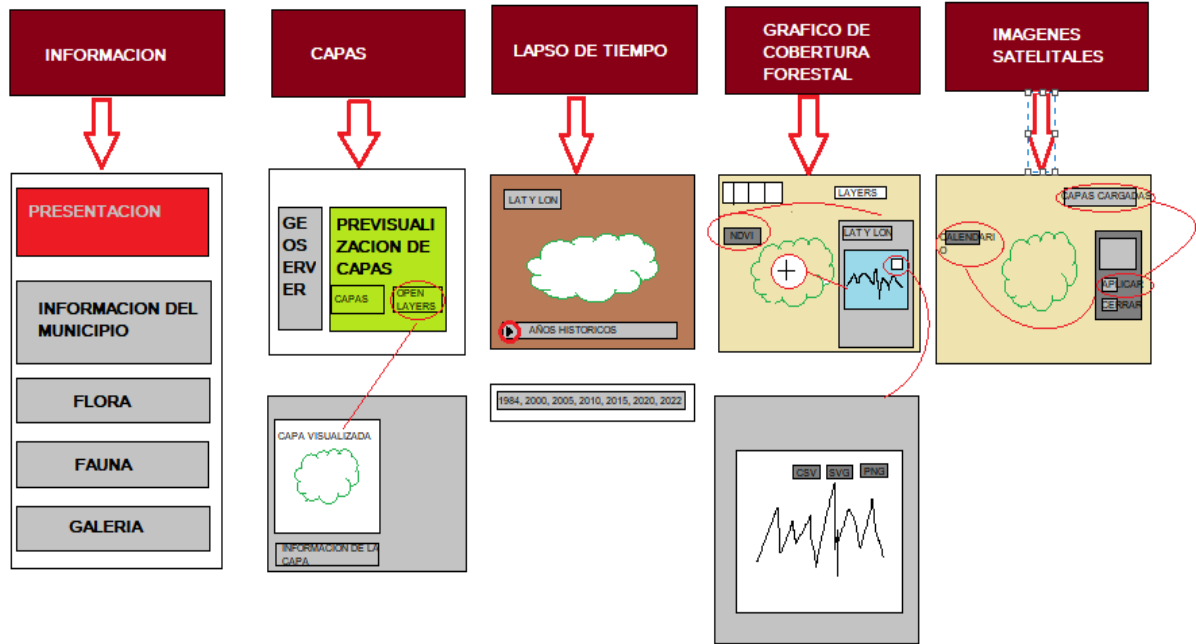 INFORMACION
CAPAS
LAPSO DE TIEMPO
GRAFICO DE
COBERTURA
FORESTAL
IMAGENES
SATELITALES
PRESENTACION
INFORMACION DEL
MUNICIPIO
FLORA
FAUNA
GALERIA
GE
OS
ERV
ER
PREVISUALI
ZACION DE
CAPAS
CAPAS
OPEN
LAYERS
CAPA VISUALIZADA
INFORMACION DE LA
CAPA
LAT Y LON
AÑOS HISTORICOS
1984, 2000, 2005, 2010, 2015, 2020, 2022
LAYERS
NDVI
LAT Y LON
CSV
SVG
PNG
CAPAS CARGADAS
CALENDARI
O
APLICAR
CERRAR